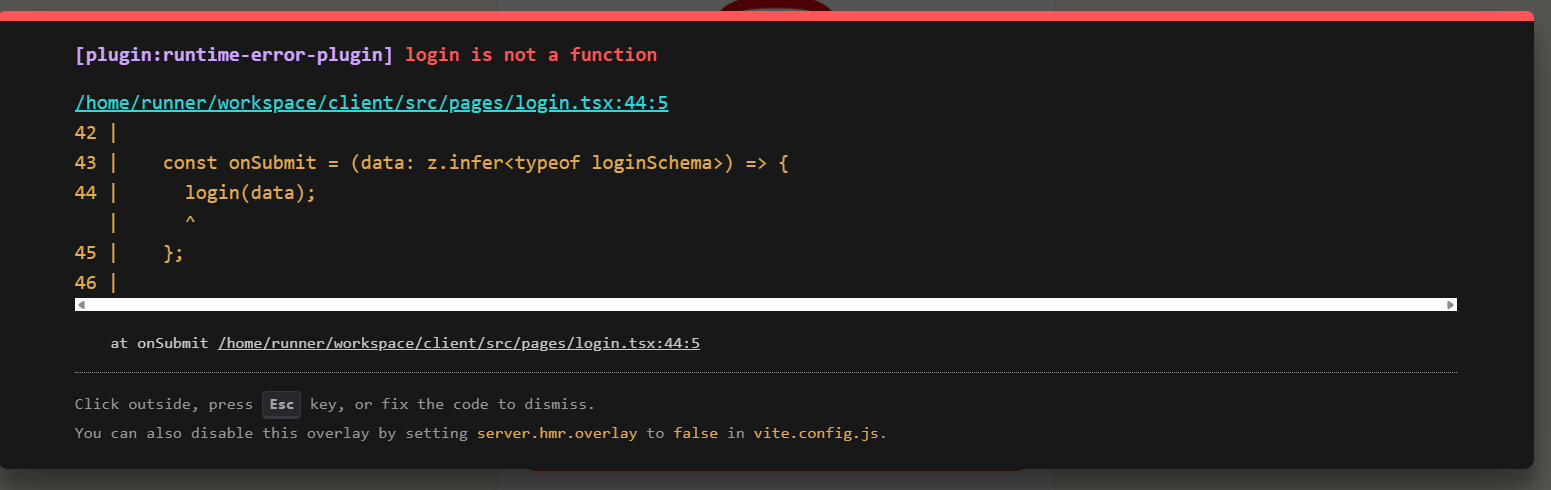 [plugin:runtime-error-plugin] login is not a function
/home/runner/workspace/client/src/pages/login.tsx:44:5
42 |
43 |    const onSubmit = (data: z.infer<typeof loginSchema>) => {
44 |      login(data);
   |      ^
45 |    };
46 |
at onSubmit /home/runner/workspace/client/src/pages/login.tsx:44:5
Click outside, press Esc key, or fix the code to dismiss.
You can also disable this overlay by setting server.hmr.overlay to false in vite.config.js.